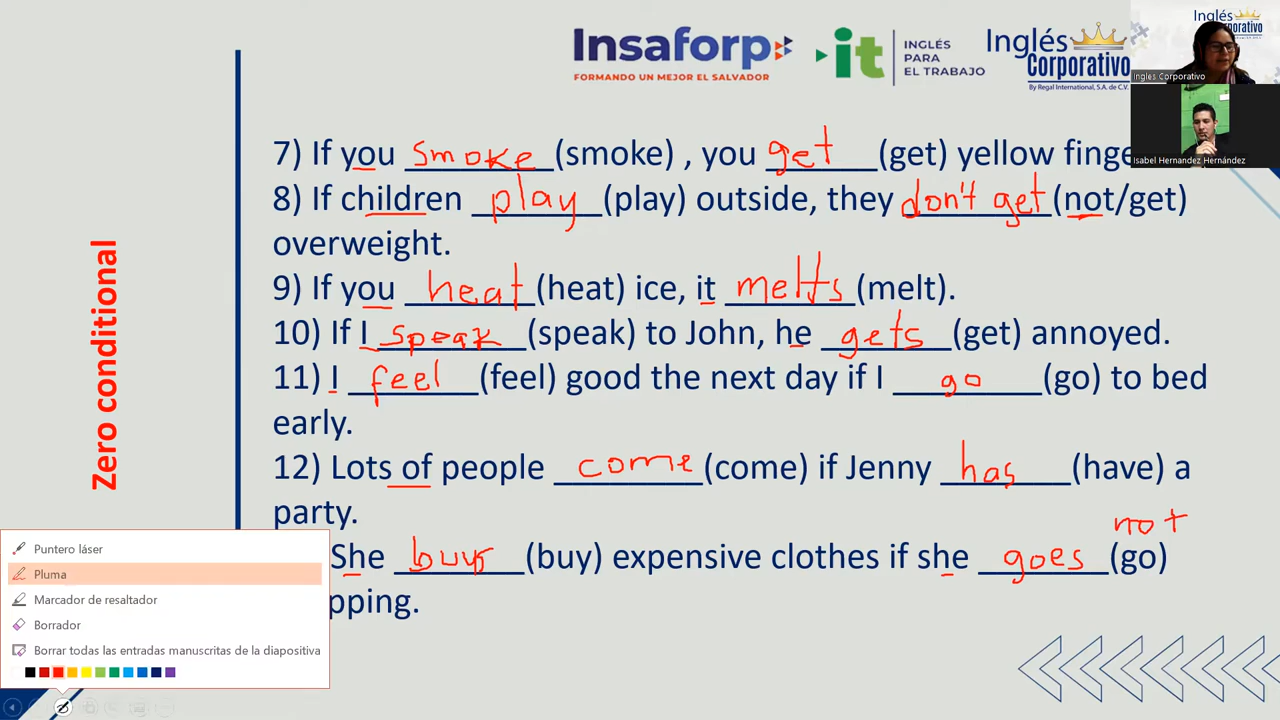 Insaforp
FORMANDO UN MEJOR EL SALVADOR
it
INGLÉS
PARA
EL TRABAJO
Inglés
Corporativo
By Regal International, S.A. de C.V.
Inglés
Ingles Corporativo
Isabel Hernandez Hernández
Zero conditional
7) If you smoke (smoke) , you get (get) yellow
8) If children play (play) outside, they don't get (not/get)
overweight.
9) If you heat (heat) ice, it melts (melt).
10) If I speak (speak) to John, he gets (get) annoyed.
11) I feel (feel) good the next day if I go (go) to bed
early.
12) Lots of people come (come) if Jenny has (have) a
party.
not
She buys (buy) expensive clothes if she goes (go)
pping.
Puntero láser
Pluma
Marcador de resaltador
Borrador
Borrar todas las entradas manuscritas de la diapositiva